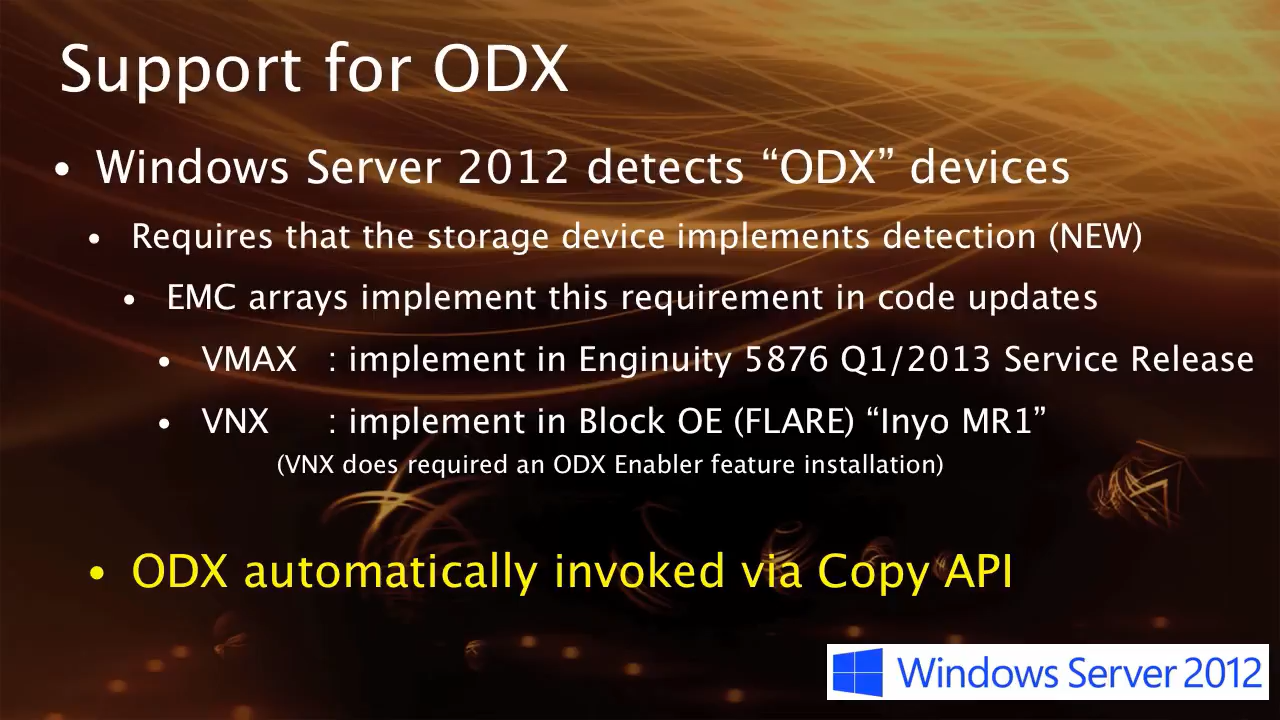 Support for ODX
• Windows Server 2012 detects “ODX” devices
• Requires that the storage device implements detection (NEW)
• EMC arrays implement this requirement in code updates
• VMAX : implement in Enginuity 5876 Q1/2013 Service Release
• VNX : implement in Block OE (FLARE) “Inyo MR1”
(VNX does required an ODX Enabler feature installation)
• ODX automatically invoked via Copy API
Windows Server 2012